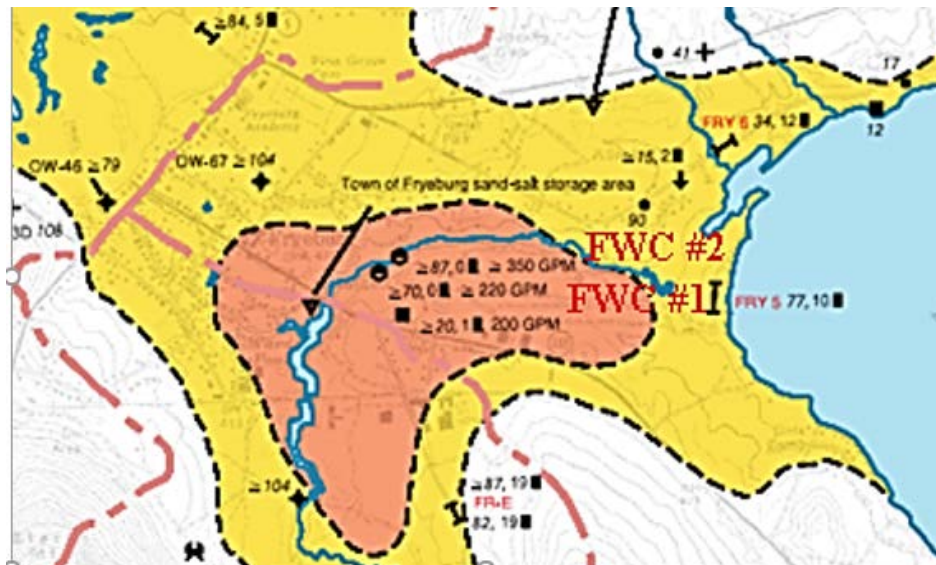 ≥84, 5
41
17
FRY 6 34, 12
12
≥15, 2
OW-46 ≥79
OW-67 ≥104
Town of Fryeburg sand-salt storage area
90
FWC #2
108
≥87, 0 ≥ 350 GPM
≥70, 0 ≥ 220 GPM
FWC #1
FRY 5 77, 10
≥20, 1 , 200 GPM
≥104
≥87, 19
FR-E
82, 19